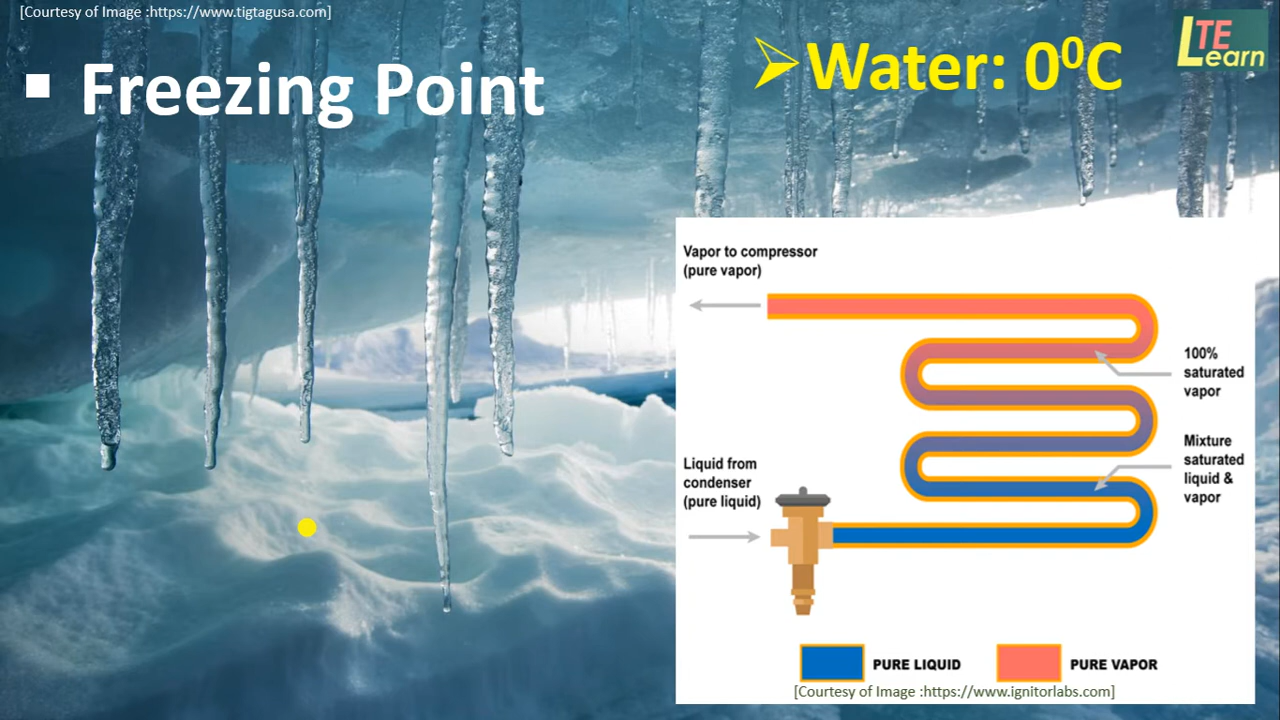 [Courtesy of Image :https://www.tigtagusa.com]
▪ Freezing Point
➢Water: 0⁰C
LTE
Learn
Vapor to compressor
(pure vapor)
100%
saturated
vapor
Mixture
saturated
liquid &
vapor
Liquid from
condenser
(pure liquid)
PURE LIQUID
PURE VAPOR
[Courtesy of Image :https://www.ignitorlabs.com]